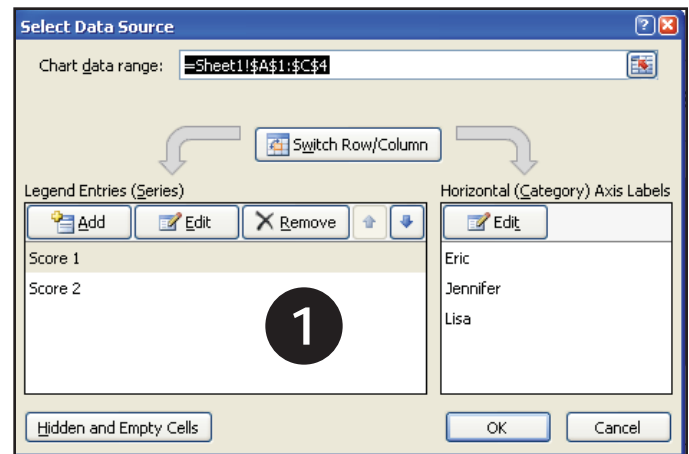 Select Data Source
Chart data range: =Sheet1!$A$1:$C$4
Switch Row/Column
Legend Entries (Series)
Add Edit Remove
Score 1
Score 2
1
Horizontal (Category) Axis Labels
Edit
Eric
Jennifer
Lisa
Hidden and Empty Cells
OK Cancel